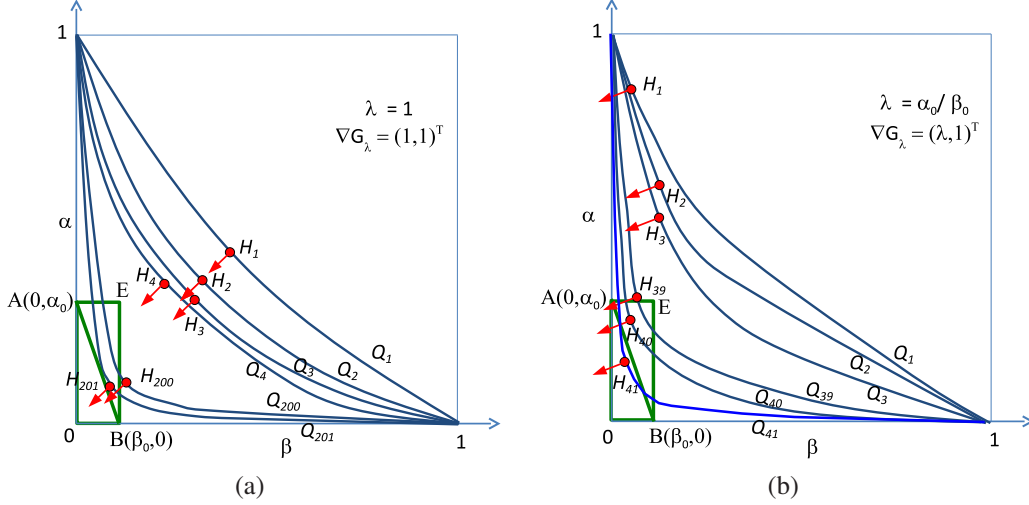 1
λ = 1
∇G_λ = (1,1)^T
α
H_1
H_2
H_3
H_4
A(0,α_0)
E
H_201
H_200
Q_1
Q_2
Q_3
Q_4
Q_200
Q_201
0
B(β_0,0)
β
1
(a)
1
H_1
λ = α_0/ β_0
∇G_λ = (λ,1)^T
α
H_2
H_3
H_39
A(0,α_0)
E
H_40
H_41
Q_1
Q_2
Q_3
Q_39
Q_40
Q_41
0
B(β_0,0)
β
1
(b)